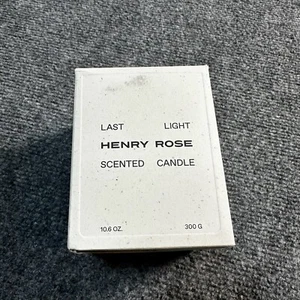 LAST LIGHT
HENRY ROSE
SCENTED CANDLE
10.6 OZ. 300 G